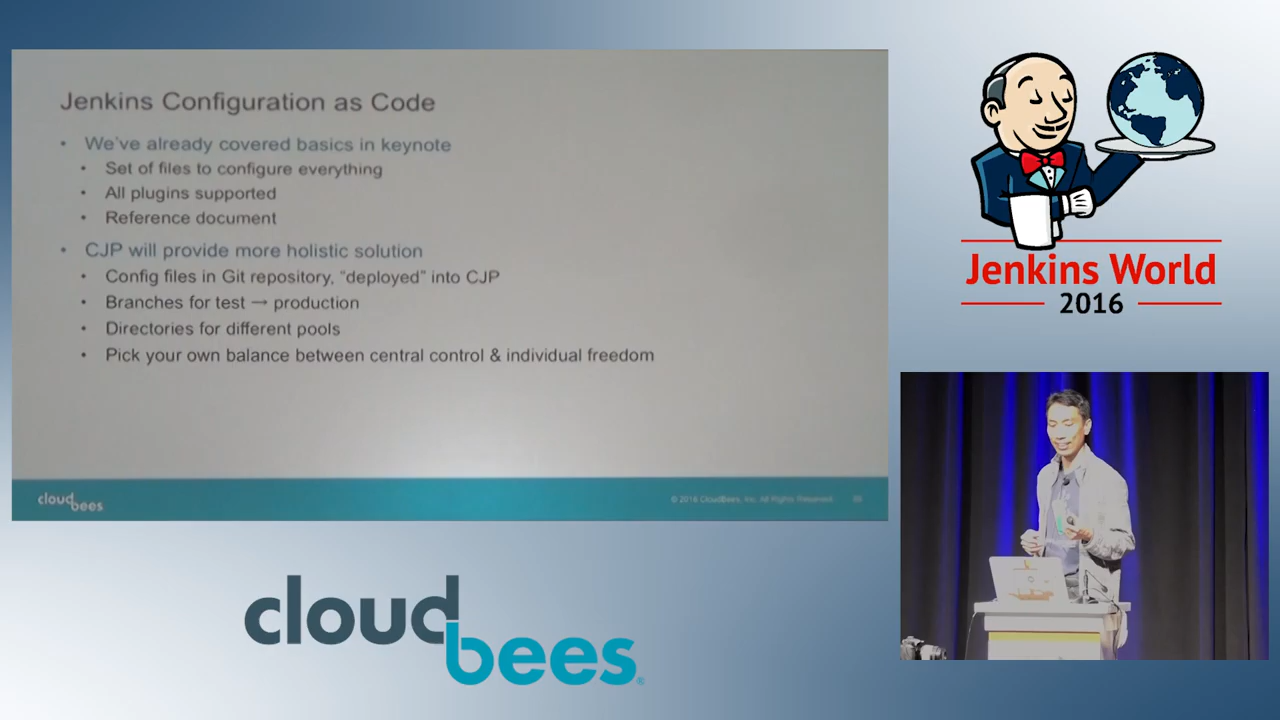 Jenkins Configuration as Code
• We've already covered basics in keynote
• Set of files to configure everything
• All plugins supported
• Reference document
• CJP will provide more holistic solution
• Config files in Git repository, "deployed" into CJP
• Branches for test → production
• Directories for different pools
• Pick your own balance between central control & individual freedom
cloudbees
© 2016 CloudBees, Inc. All Rights Reserved.
Jenkins World
2016
cloudbees®